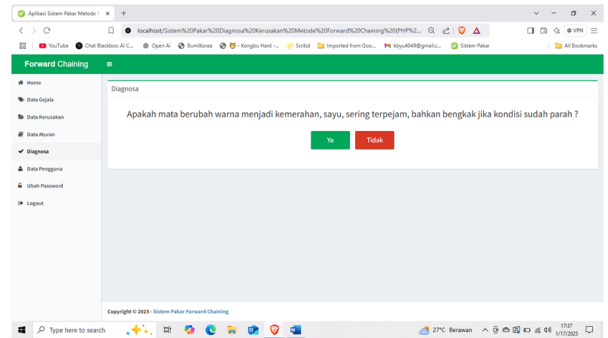 Aplikasi Sistem Pakar Metode
localhost/Sistem%20Pakar%20Diagnosa%20Kerusakan%20Metode%20Forward%20Chaining%20(PHP%2...
VPN
YouTube
Chat Blackbox: AI C...
Open AI
BumiKorea
- Kongbu Hard -...
Scribd
Imported from Goo...
kbyu4049@gmail.c...
Sistem Pakar
All Bookmarks
Forward Chaining
Home
Data Gejala
Data Kerusakan
Data Aturan
Diagnosa
Data Pengguna
Ubah Password
Logout
Diagnosa
Apakah mata berubah warna menjadi kemerahan, sayu, sering terpejam, bahkan bengkak jika kondisi sudah parah ?
Ya
Tidak
Copyright © 2025 - Sistem Pakar Forward Chaining
Type here to search
27°C Berawan
17:37
1/17/2025